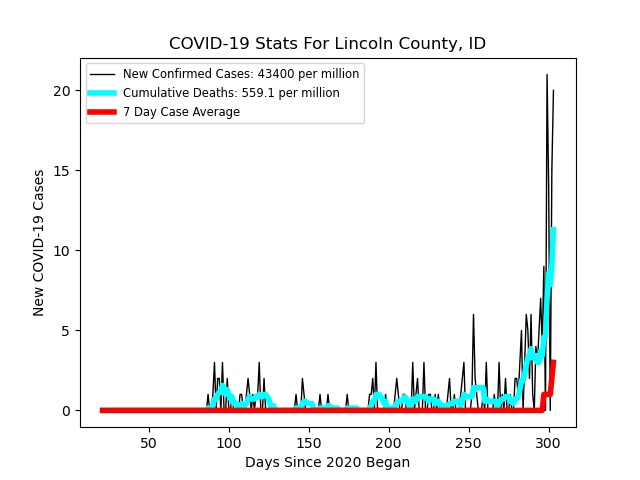 COVID-19 Stats For Lincoln County, ID
New Confirmed Cases: 43400 per million
Cumulative Deaths: 559.1 per million
7 Day Case Average
New COVID-19 Cases
20
15
10
5
0
50 100 150 200 250 300
Days Since 2020 Began